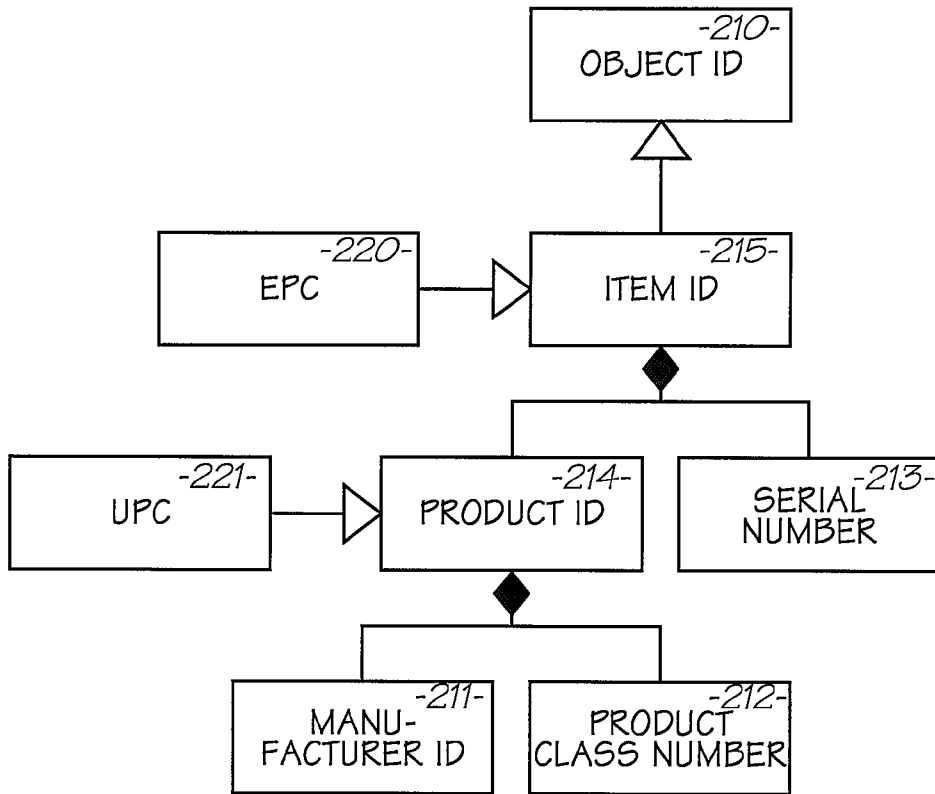 -210-
OBJECT ID
-220-
EPC
-215-
ITEM ID
-221-
UPC
-214-
PRODUCT ID
-213-
SERIAL
NUMBER
-211-
MANU-
FACTURER ID
-212-
PRODUCT
CLASS NUMBER